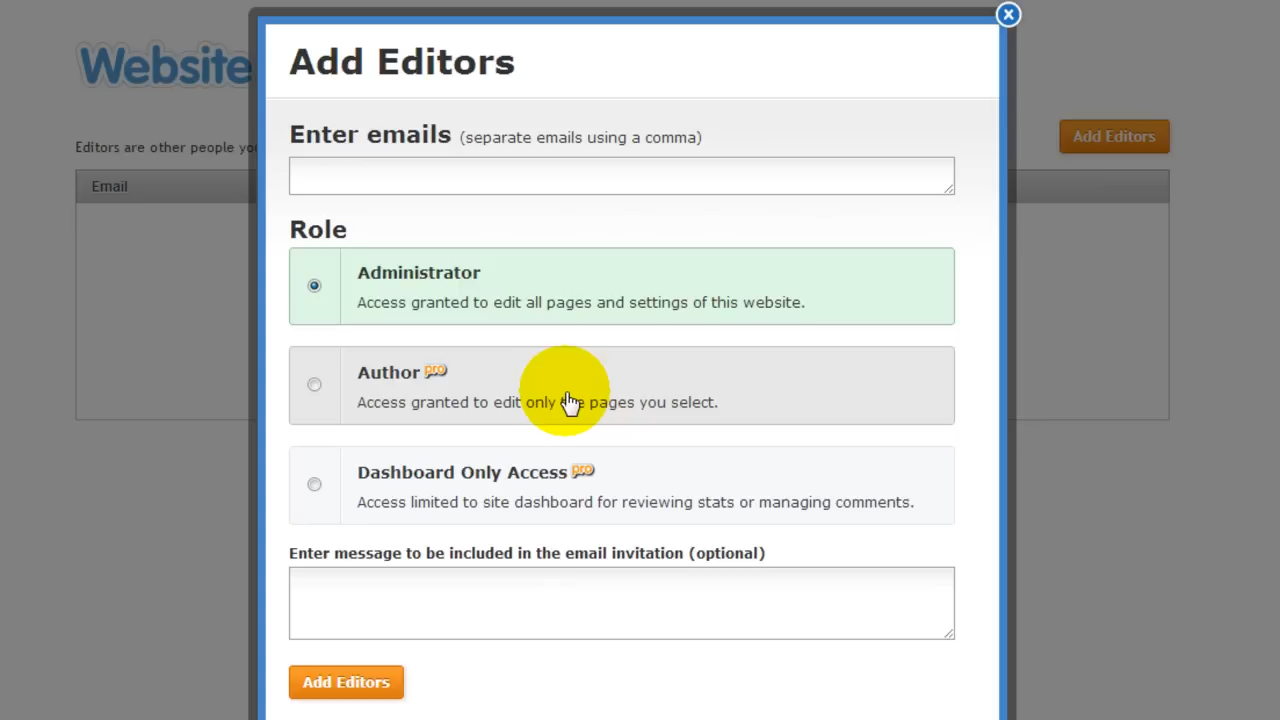 Add Editors
Website
Enter emails (separate emails using a comma)
Editors are other people yo
Add Editors
Email
Role
Administrator
Access granted to edit all pages and settings of this website.
Author pro
Access granted to edit only the pages you select.
Dashboard Only Access pro
Access limited to site dashboard for reviewing stats or managing comments.
Enter message to be included in the email invitation (optional)
Add Editors